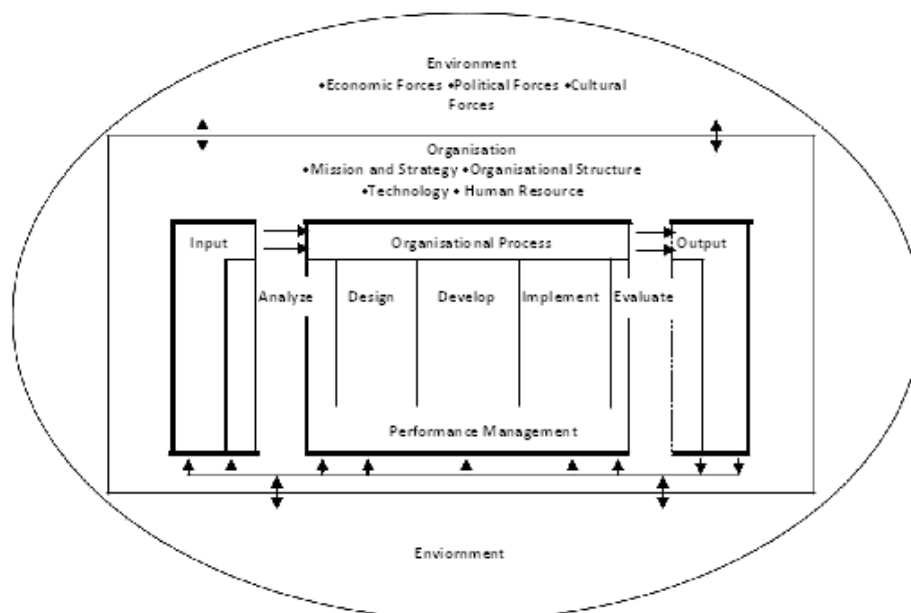 Environment
•Economic Forces •Political Forces •Cultural
Forces
Organisation
•Mission and Strategy •Organisational Structure
•Technology • Human Resource
Input
Organisational Process
Output
Analyze
Design
Develop
Implement
Evaluate
Performance Management
Enviornment